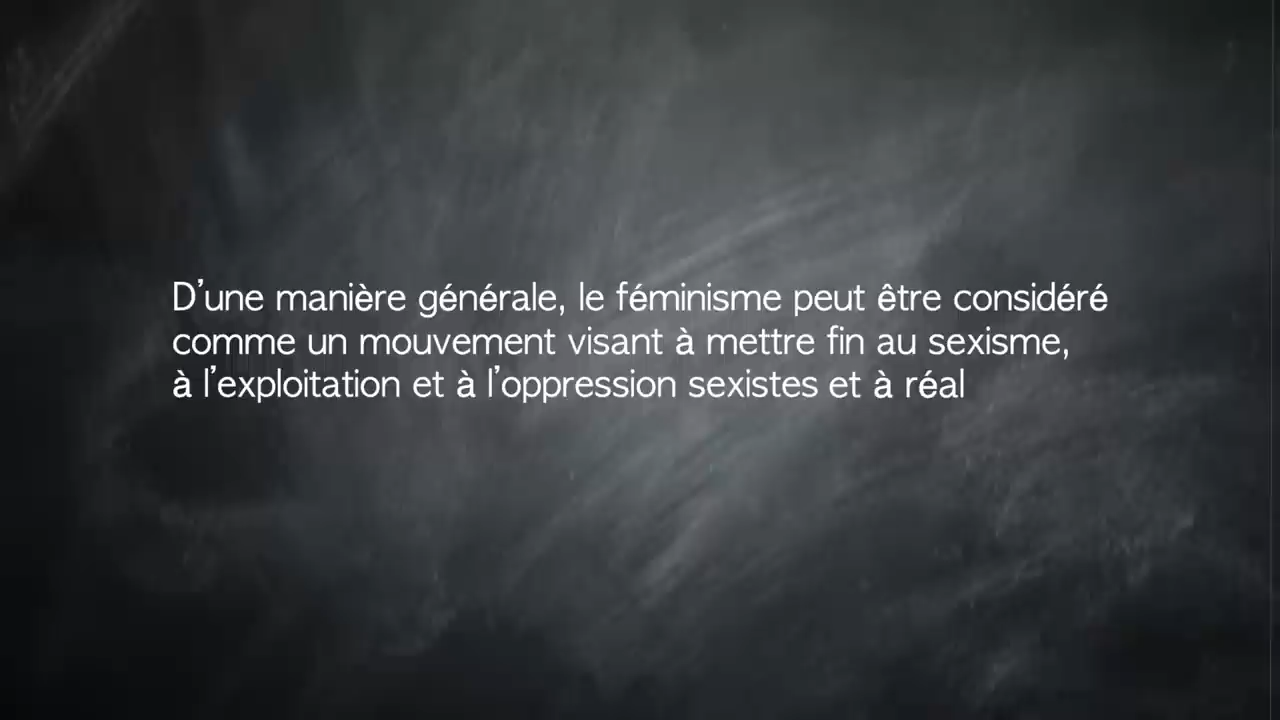 D'une manière générale, le féminisme peut être considéré
comme un mouvement visant à mettre fin au sexisme,
à l'exploitation et à l'oppression sexistes et à réal